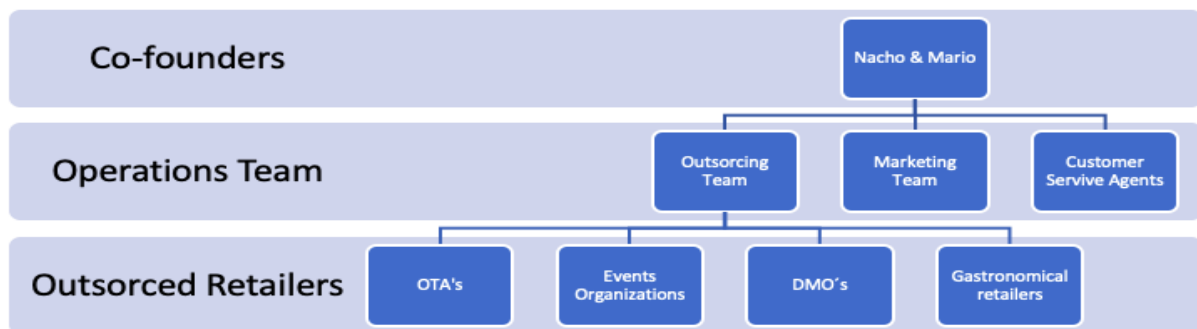 Co-founders
Nacho & Mario
Operations Team
Outsorcing
Team
Marketing
Team
Customer
Servive Agents
Outsorced Retailers
OTA's
Events
Organizations
DMO´s
Gastronomical
retailers